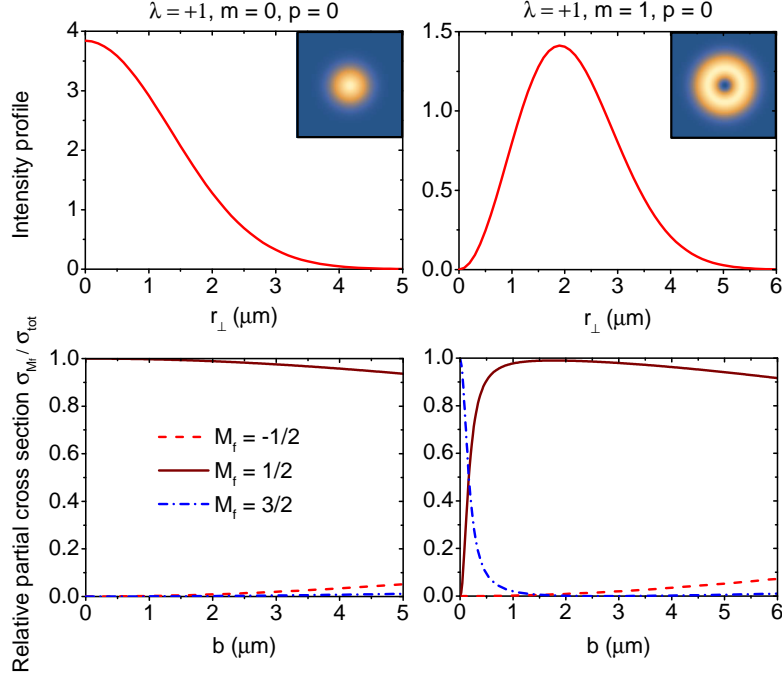 λ = +1, m = 0, p = 0
λ = +1, m = 1, p = 0
Intensity profile
4
3
2
1
0
0 1 2 3 4 5
r⊥ (μm)
1.5
1.0
0.5
0.0
0 1 2 3 4 5 6
r⊥ (μm)
Relative partial cross section σMf / σtot
1.0
0.8
0.6
0.4
0.2
0.0
Mf = -1/2
Mf = 1/2
Mf = 3/2
0 1 2 3 4 5
b (μm)
1.0
0.8
0.6
0.4
0.2
0.0
0 1 2 3 4 5 6
b (μm)